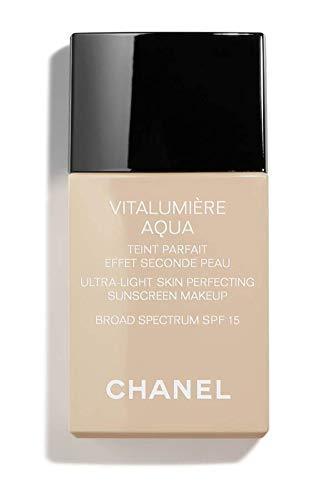 VITALUMIÈRE
AQUA
TEINT PARFAIT
EFFET SECONDE PEAU
ULTRA-LIGHT SKIN PERFECTING
SUNSCREEN MAKEUP
BROAD SPECTRUM SPF 15
CHANEL